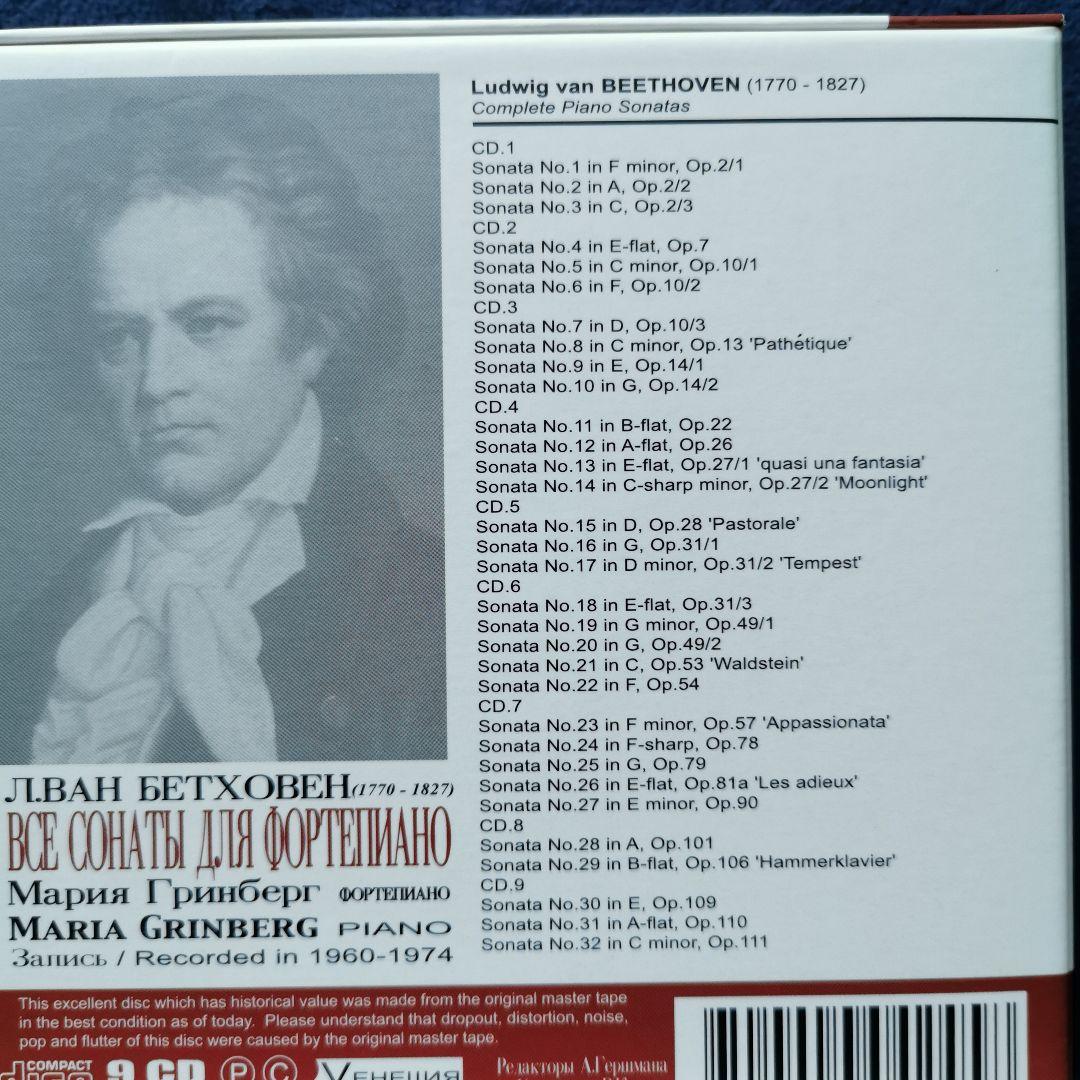 Ludwig van BEETHOVEN (1770 - 1827)
Complete Piano Sonatas
CD.1
Sonata No.1 in F minor, Op.2/1
Sonata No.2 in A, Op.2/2
Sonata No.3 in C, Op.2/3
CD.2
Sonata No.4 in E-flat, Op.7
Sonata No.5 in C minor, Op.10/1
Sonata No.6 in F, Op.10/2
CD.3
Sonata No.7 in D, Op.10/3
Sonata No.8 in C minor, Op.13 'Pathétique'
Sonata No.9 in E, Op.14/1
Sonata No.10 in G, Op.14/2
CD.4
Sonata No.11 in B-flat, Op.22
Sonata No.12 in A-flat, Op.26
Sonata No.13 in E-flat, Op.27/1 'quasi una fantasia'
Sonata No.14 in C-sharp minor, Op.27/2 'Moonlight'
CD.5
Sonata No.15 in D, Op.28 'Pastorale'
Sonata No.16 in G, Op.31/1
Sonata No.17 in D minor, Op.31/2 'Tempest'
CD.6
Sonata No.18 in E-flat, Op.31/3
Sonata No.19 in G minor, Op.49/1
Sonata No.20 in G, Op.49/2
Sonata No.21 in C, Op.53 'Waldstein'
Sonata No.22 in F, Op.54
CD.7
Sonata No.23 in F minor, Op.57 'Appassionata'
Sonata No.24 in F-sharp, Op.78
Sonata No.25 in G, Op.79
Sonata No.26 in E-flat, Op.81a 'Les adieux'
Sonata No.27 in E minor, Op.90
CD.8
Sonata No.28 in A, Op.101
Sonata No.29 in B-flat, Op.106 'Hammerklavier'
CD.9
Sonata No.30 in E, Op.109
Sonata No.31 in A-flat, Op.110
Sonata No.32 in C minor, Op.111
Л.ВАН БЕТХОВЕН (1770 - 1827)
ВСЕ СОНАТЫ ДЛЯ ФОРТЕПИАНО
Мария Гринберг ФОРТЕПИАНО
MARIA GRINBERG PIANO
Запись / Recorded in 1960-1974
This excellent disc which has historical value was made from the original master tape
in the best condition as of today. Please understand that dropout, distortion, noise,
pop and flutter of this disc were caused by the original master tape.
COMPACT
disc
9 CD
Ⓟ Ⓒ
ВЕНЕЦИЯ
Редакторы А.Гершмана